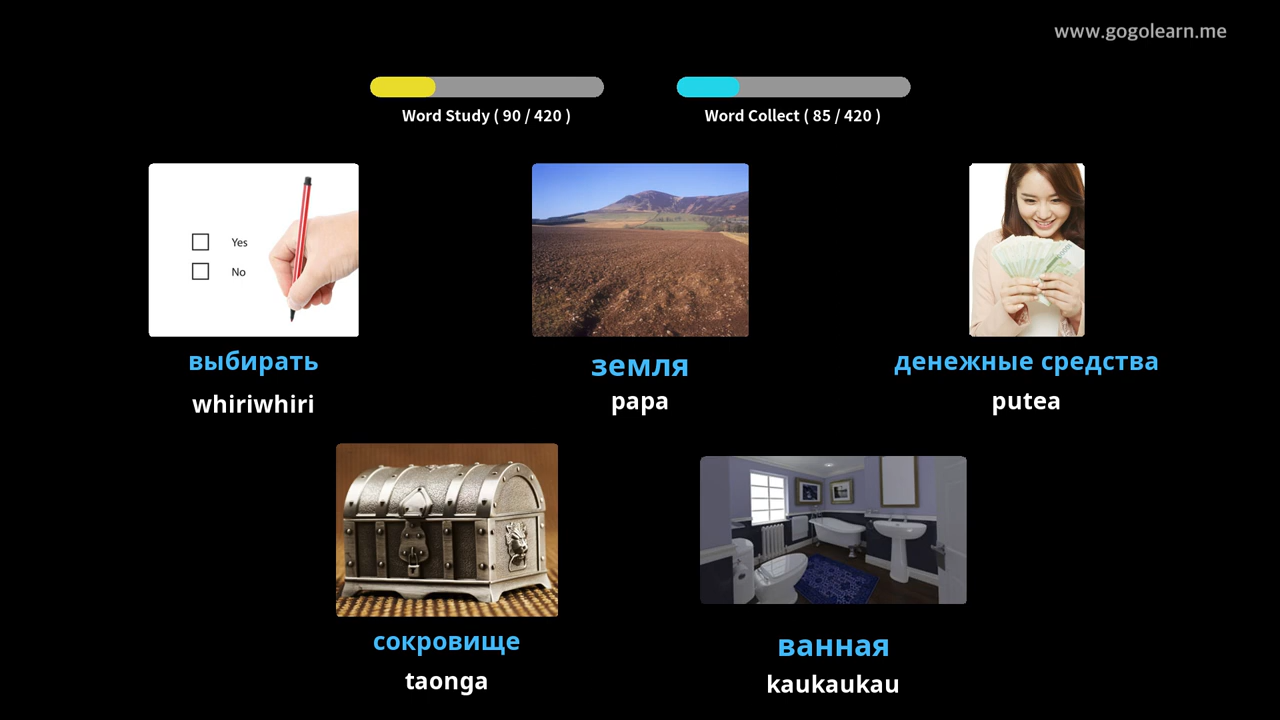 www.gogolearn.me
Word Study ( 90 / 420 )
Word Collect ( 85 / 420 )
Yes
No
выбирать
whiriwhiri
земля
papa
денежные средства
putea
сокровище
taonga
ванная
kaukaukau